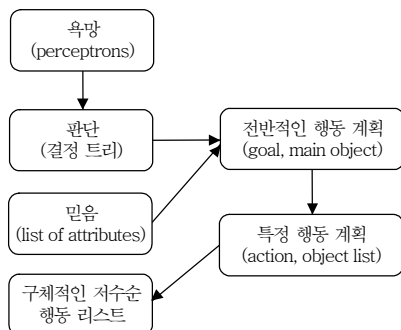 욕망
(perceptrons)
판단
(결정 트리)
전반적인 행동 계획
(goal, main object)
믿음
(list of attributes)
특정 행동 계획
(action, object list)
구체적인 저수순
행동 리스트